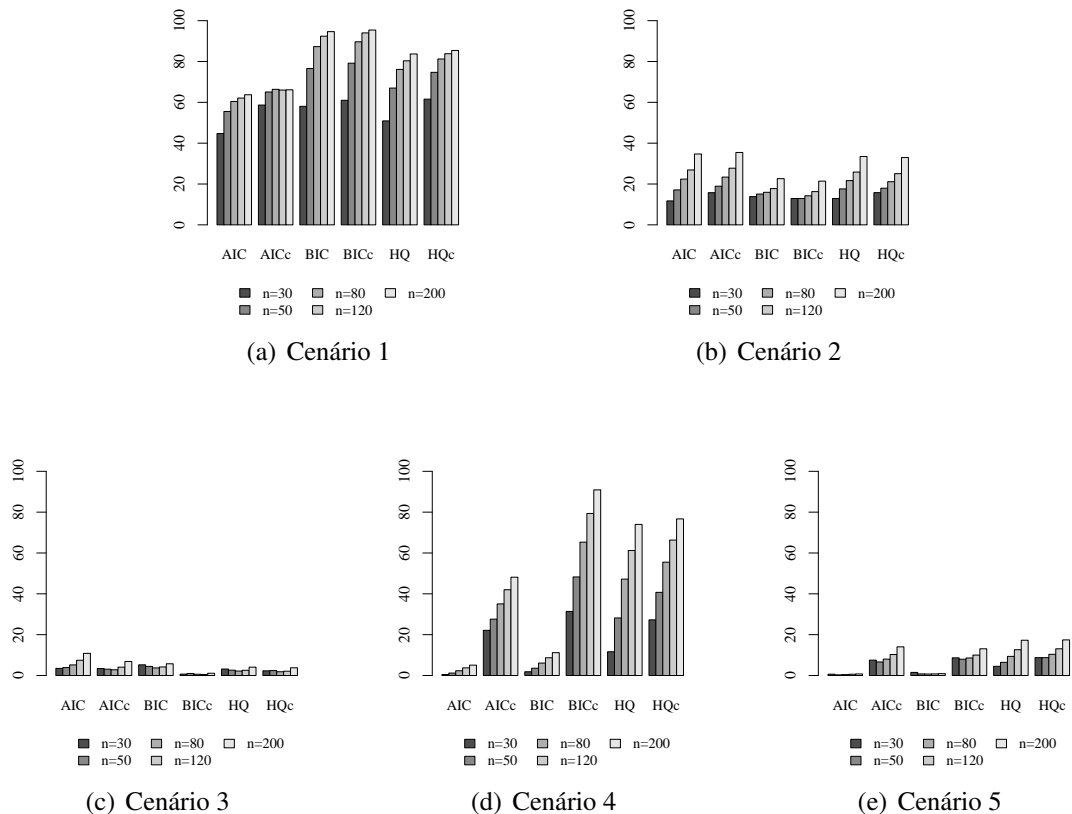 100
80
60
40
20
0
AIC AICc BIC BICc HQ HQc
n=30 n=80 n=200
n=50 n=120
(a) Cenário 1
100
80
60
40
20
0
AIC AICc BIC BICc HQ HQc
n=30 n=80 n=200
n=50 n=120
(b) Cenário 2
100
80
60
40
20
0
AIC AICc BIC BICc HQ HQc
n=30 n=80 n=200
n=50 n=120
(c) Cenário 3
100
80
60
40
20
0
AIC AICc BIC BICc HQ HQc
n=30 n=80 n=200
n=50 n=120
(d) Cenário 4
100
80
60
40
20
0
AIC AICc BIC BICc HQ HQc
n=30 n=80 n=200
n=50 n=120
(e) Cenário 5